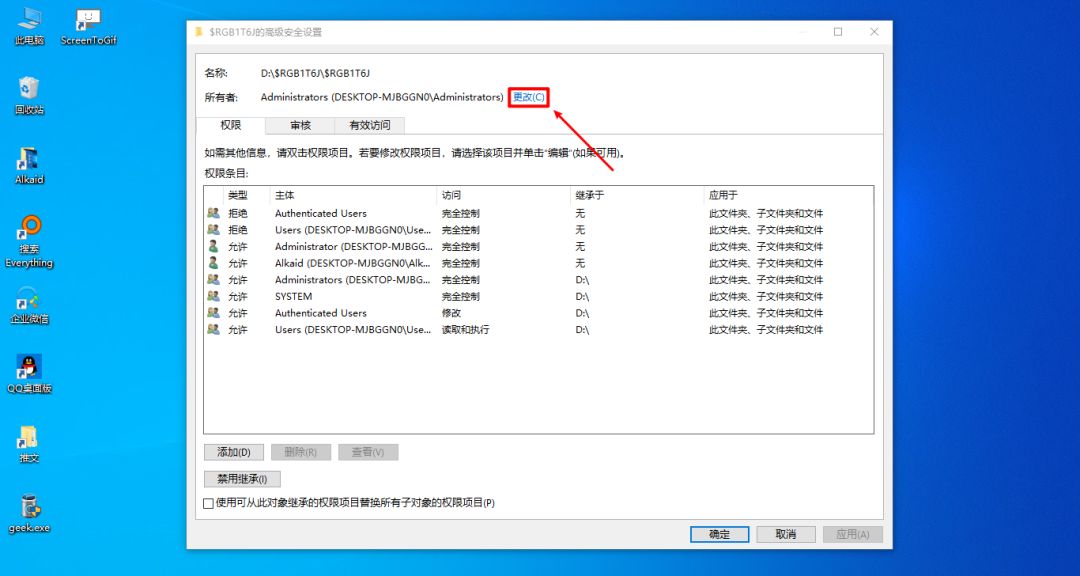 此电脑
ScreenToGif
回收站
Alkaid
搜索
Everything
企业微信
QQ桌面版
推文
geek.exe
$RGB1T6J的高级安全设置
名称: D:\$RGB1T6J\$RGB1T6J
所有者: Administrators (DESKTOP-MJBGGN0\Administrators) 更改(C)
权限 审核 有效访问
如需其他信息，请双击权限项目。若要修改权限项目，请选择该项目并单击"编辑"(如果可用)。
权限条目:
类型 主体 访问 继承于 应用于
拒绝 Authenticated Users 完全控制 无 此文件夹、子文件夹和文件
拒绝 Users (DESKTOP-MJBGGN0\Use... 完全控制 无 此文件夹、子文件夹和文件
允许 Administrator (DESKTOP-MJBGG... 完全控制 无 此文件夹、子文件夹和文件
允许 Alkaid (DESKTOP-MJBGGN0\Alk... 完全控制 无 此文件夹、子文件夹和文件
允许 Administrators (DESKTOP-MJBG... 完全控制 D:\ 此文件夹、子文件夹和文件
允许 SYSTEM 完全控制 D:\ 此文件夹、子文件夹和文件
允许 Authenticated Users 修改 D:\ 此文件夹、子文件夹和文件
允许 Users (DESKTOP-MJBGGN0\Use... 读取和执行 D:\ 此文件夹、子文件夹和文件
添加(D) 删除(R) 查看(V)
禁用继承(I)
使用可从此对象继承的权限项目替换所有子对象的权限项目(P)
确定 取消 应用(A)